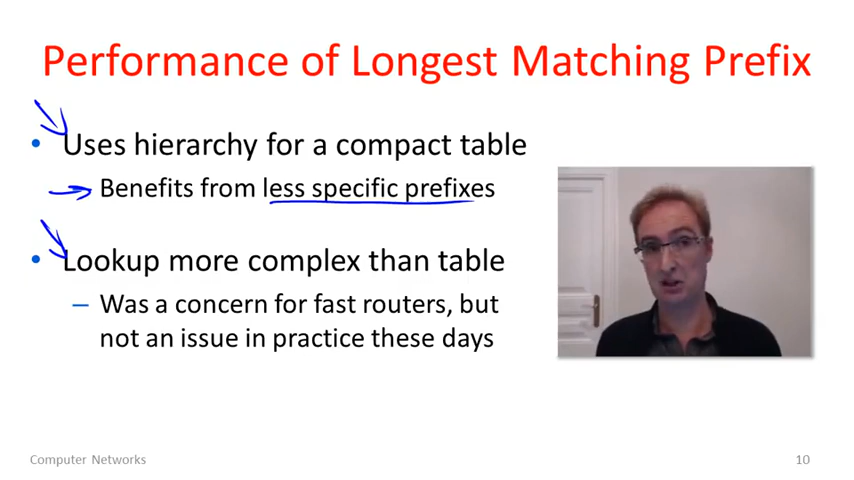 Performance of Longest Matching Prefix
• Uses hierarchy for a compact table
Benefits from less specific prefixes
• Lookup more complex than table
– Was a concern for fast routers, but
not an issue in practice these days
Computer Networks
10